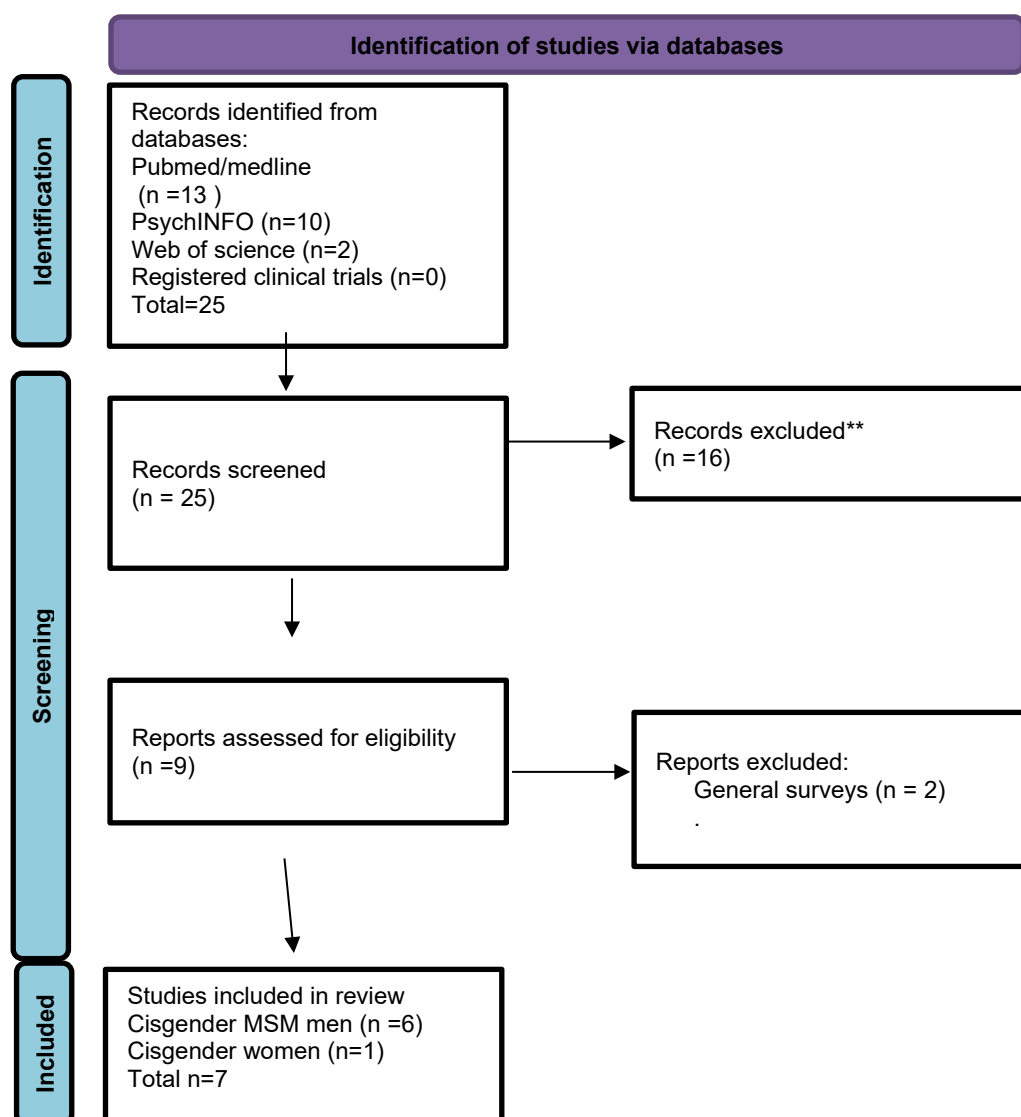 Identification of studies via databases
Identification
Records identified from
databases:
Pubmed/medline
(n =13 )
PsychINFO (n=10)
Web of science (n=2)
Registered clinical trials (n=0)
Total=25
Screening
Records screened
(n = 25)
Records excluded**
(n =16)
Reports assessed for eligibility
(n =9)
Reports excluded:
General surveys (n = 2)
.
Included
Studies included in review
Cisgender MSM men (n =6)
Cisgender women (n=1)
Total n=7